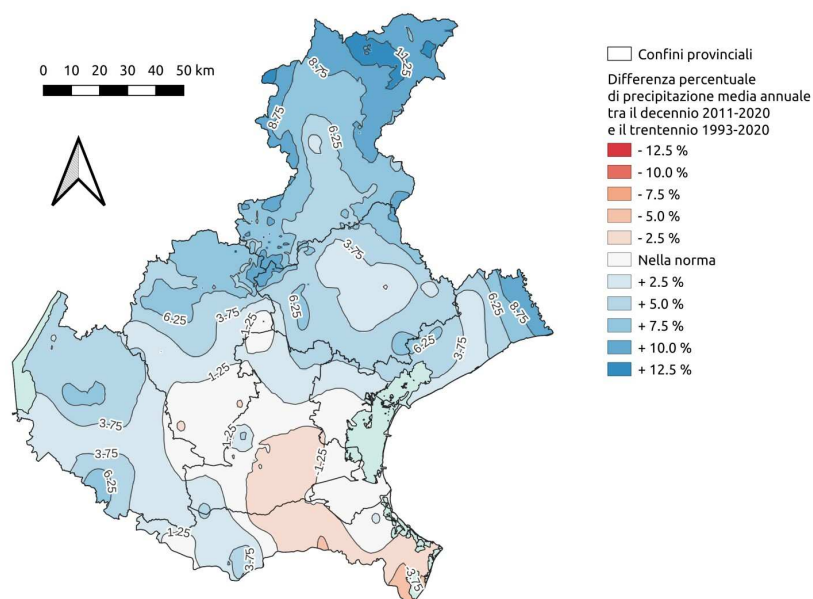 0 10 20 30 40 50 km
Confini provinciali
Differenza percentuale
di precipitazione media annuale
tra il decennio 2011-2020
e il trentennio 1993-2020
- 12.5 %
- 10.0 %
- 7.5 %
- 5.0 %
- 2.5 %
Nella norma
+ 2.5 %
+ 5.0 %
+ 7.5 %
+ 10.0 %
+ 12.5 %
11.25
8.75
8.75
6.25
3.75
6.25
8.75
6.25
3.75
1.25
6.25
6.25
3.75
1.25
3.75
1.25
-1.25
3.75
6.25
1.25
3.75
-3.75